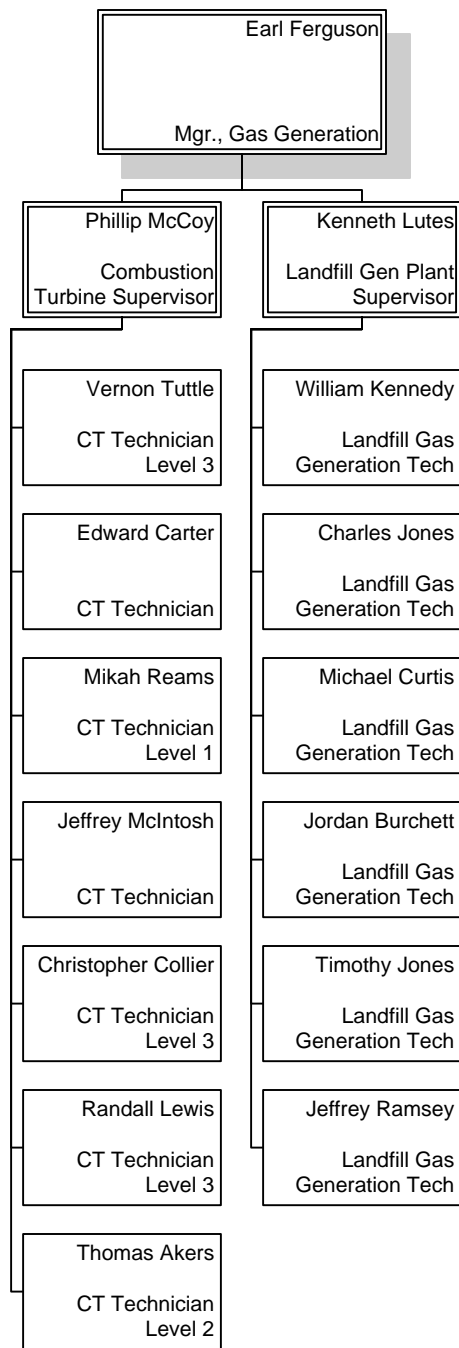 Earl Ferguson
Mgr., Gas Generation
Phillip McCoy
Combustion
Turbine Supervisor
Vernon Tuttle
CT Technician
Level 3
Edward Carter
CT Technician
Mikah Reams
CT Technician
Level 1
Jeffrey McIntosh
CT Technician
Christopher Collier
CT Technician
Level 3
Randall Lewis
CT Technician
Level 3
Thomas Akers
CT Technician
Level 2
Kenneth Lutes
Landfill Gen Plant
Supervisor
William Kennedy
Landfill Gas
Generation Tech
Charles Jones
Landfill Gas
Generation Tech
Michael Curtis
Landfill Gas
Generation Tech
Jordan Burchett
Landfill Gas
Generation Tech
Timothy Jones
Landfill Gas
Generation Tech
Jeffrey Ramsey
Landfill Gas
Generation Tech